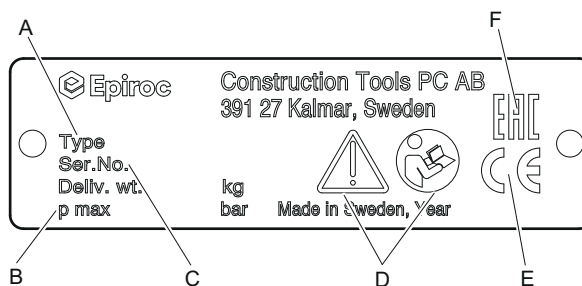 A
F
Epiroc
Construction Tools PC AB
391 27 Kalmar, Sweden
EAC
Type
Ser.No.
Deliv. wt. kg
p max bar Made in Sweden, Year
CE
B
C
D
E